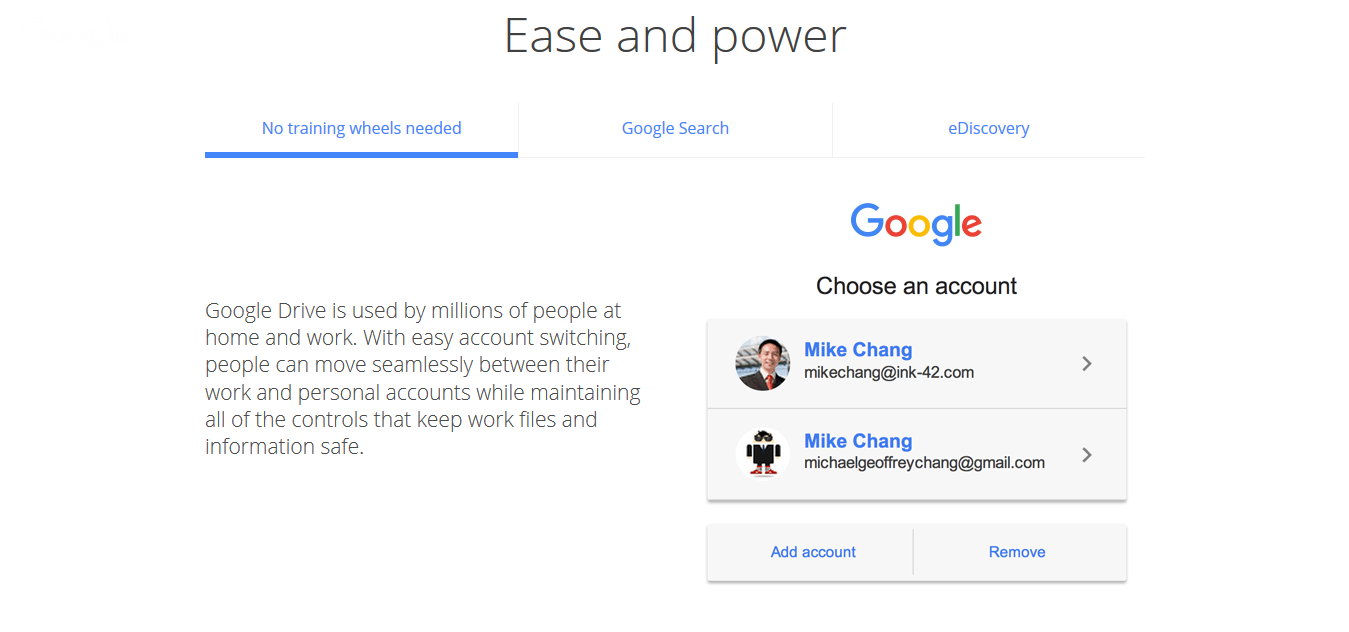 Ease and power
No training wheels needed
Google Search
eDiscovery
Google Drive is used by millions of people at
home and work. With easy account switching,
people can move seamlessly between their
work and personal accounts while maintaining
all of the controls that keep work files and
information safe.
Google
Choose an account
Mike Chang
mikechang@ink-42.com
Mike Chang
michaelgeoffreychang@gmail.com
Add account
Remove